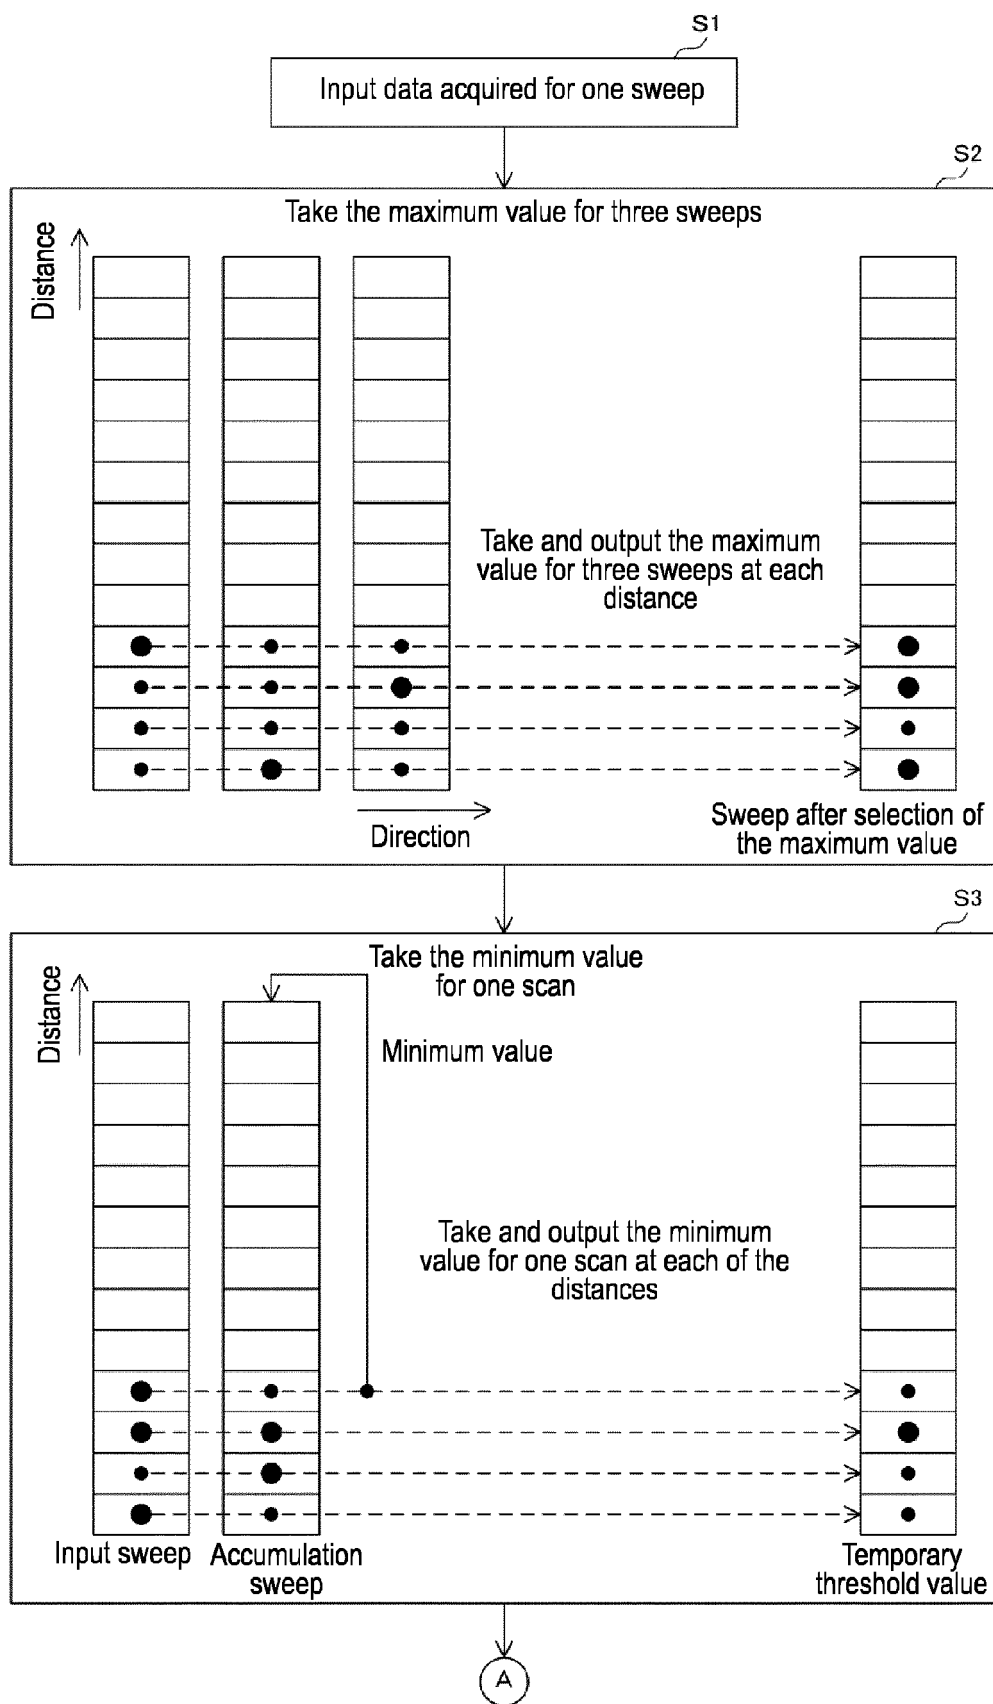 S1
Input data acquired for one sweep
S2
Take the maximum value for three sweeps
Distance
Take and output the maximum
value for three sweeps at each
distance
Direction
Sweep after selection of
the maximum value
S3
Take the minimum value
for one scan
Distance
Minimum value
Take and output the minimum
value for one scan at each of the
distances
Input sweep
Accumulation
sweep
Temporary
threshold value
A